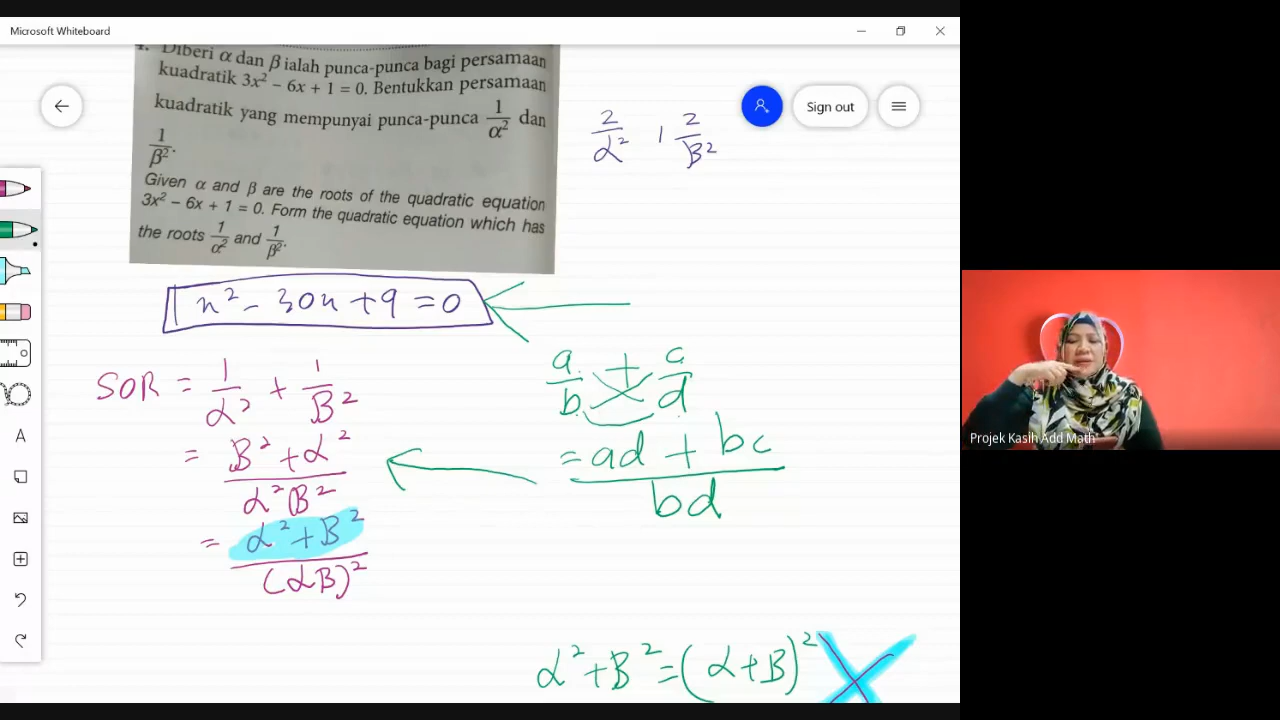 Microsoft Whiteboard
4. Diberi α dan β ialah punca-punca bagi persamaan
kuadratik 3x² − 6x + 1 = 0. Bentukkan persamaan
kuadratik yang mempunyai punca-punca 1/α² dan
1/β².
Given α and β are the roots of the quadratic equation
3x² − 6x + 1 = 0. Form the quadratic equation which has
the roots 1/α² and 1/β².
2/α² , 2/β²
Sign out
x² − 30x + 9 = 0
SOR = 1/α² + 1/β²
= β² + α² / α²β²
= α² + β² / (αβ)²
a/b + c/d
= ad + bc / bd
α² + β² = (α + β)²
A
Projek Kasih Add Math